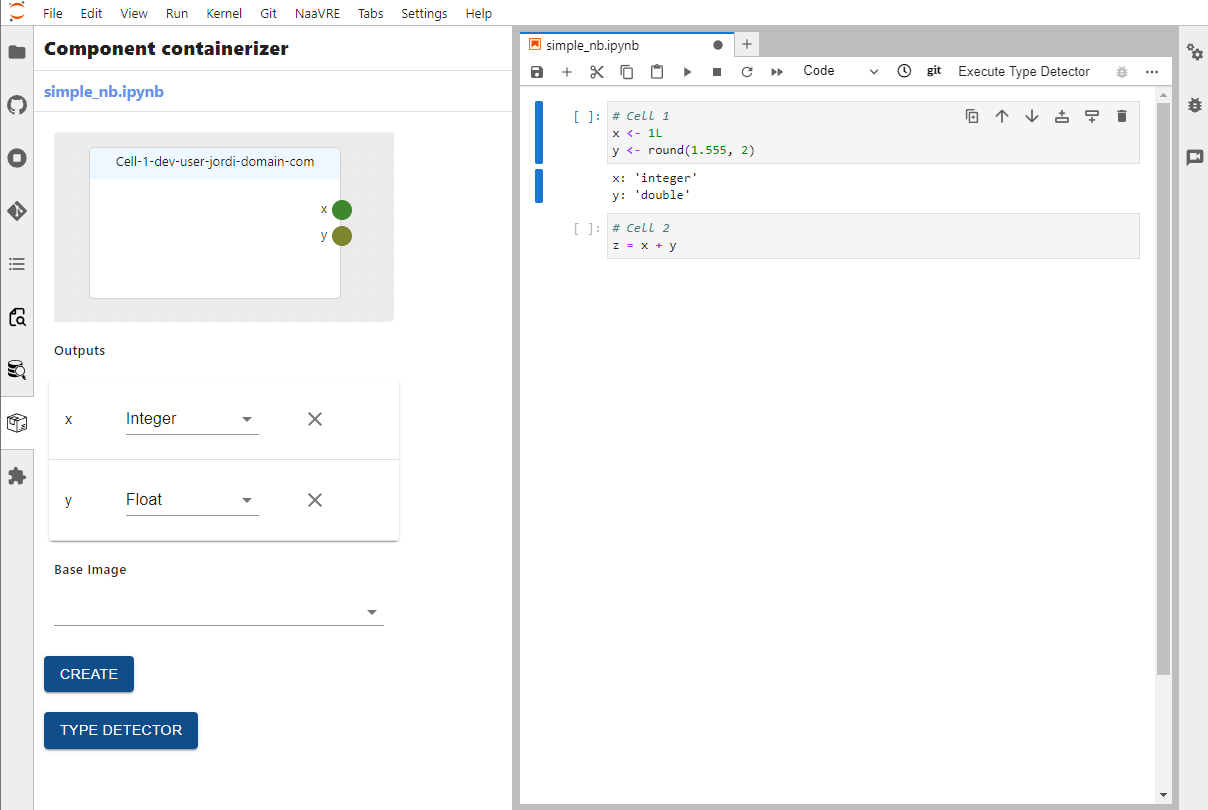 File Edit View Run Kernel Git NaaVRE Tabs Settings Help
Component containerizer
simple_nb.ipynb
Cell-1-dev-user-jordi-domain-com
x
y
Outputs
x Integer
y Float
Base Image
CREATE
TYPE DETECTOR
simple_nb.ipynb
Code git Execute Type Detector
[ ]: # Cell 1
x <- 1L
y <- round(1.555, 2)
x: 'integer'
y: 'double'
[ ]: # Cell 2
z = x + y